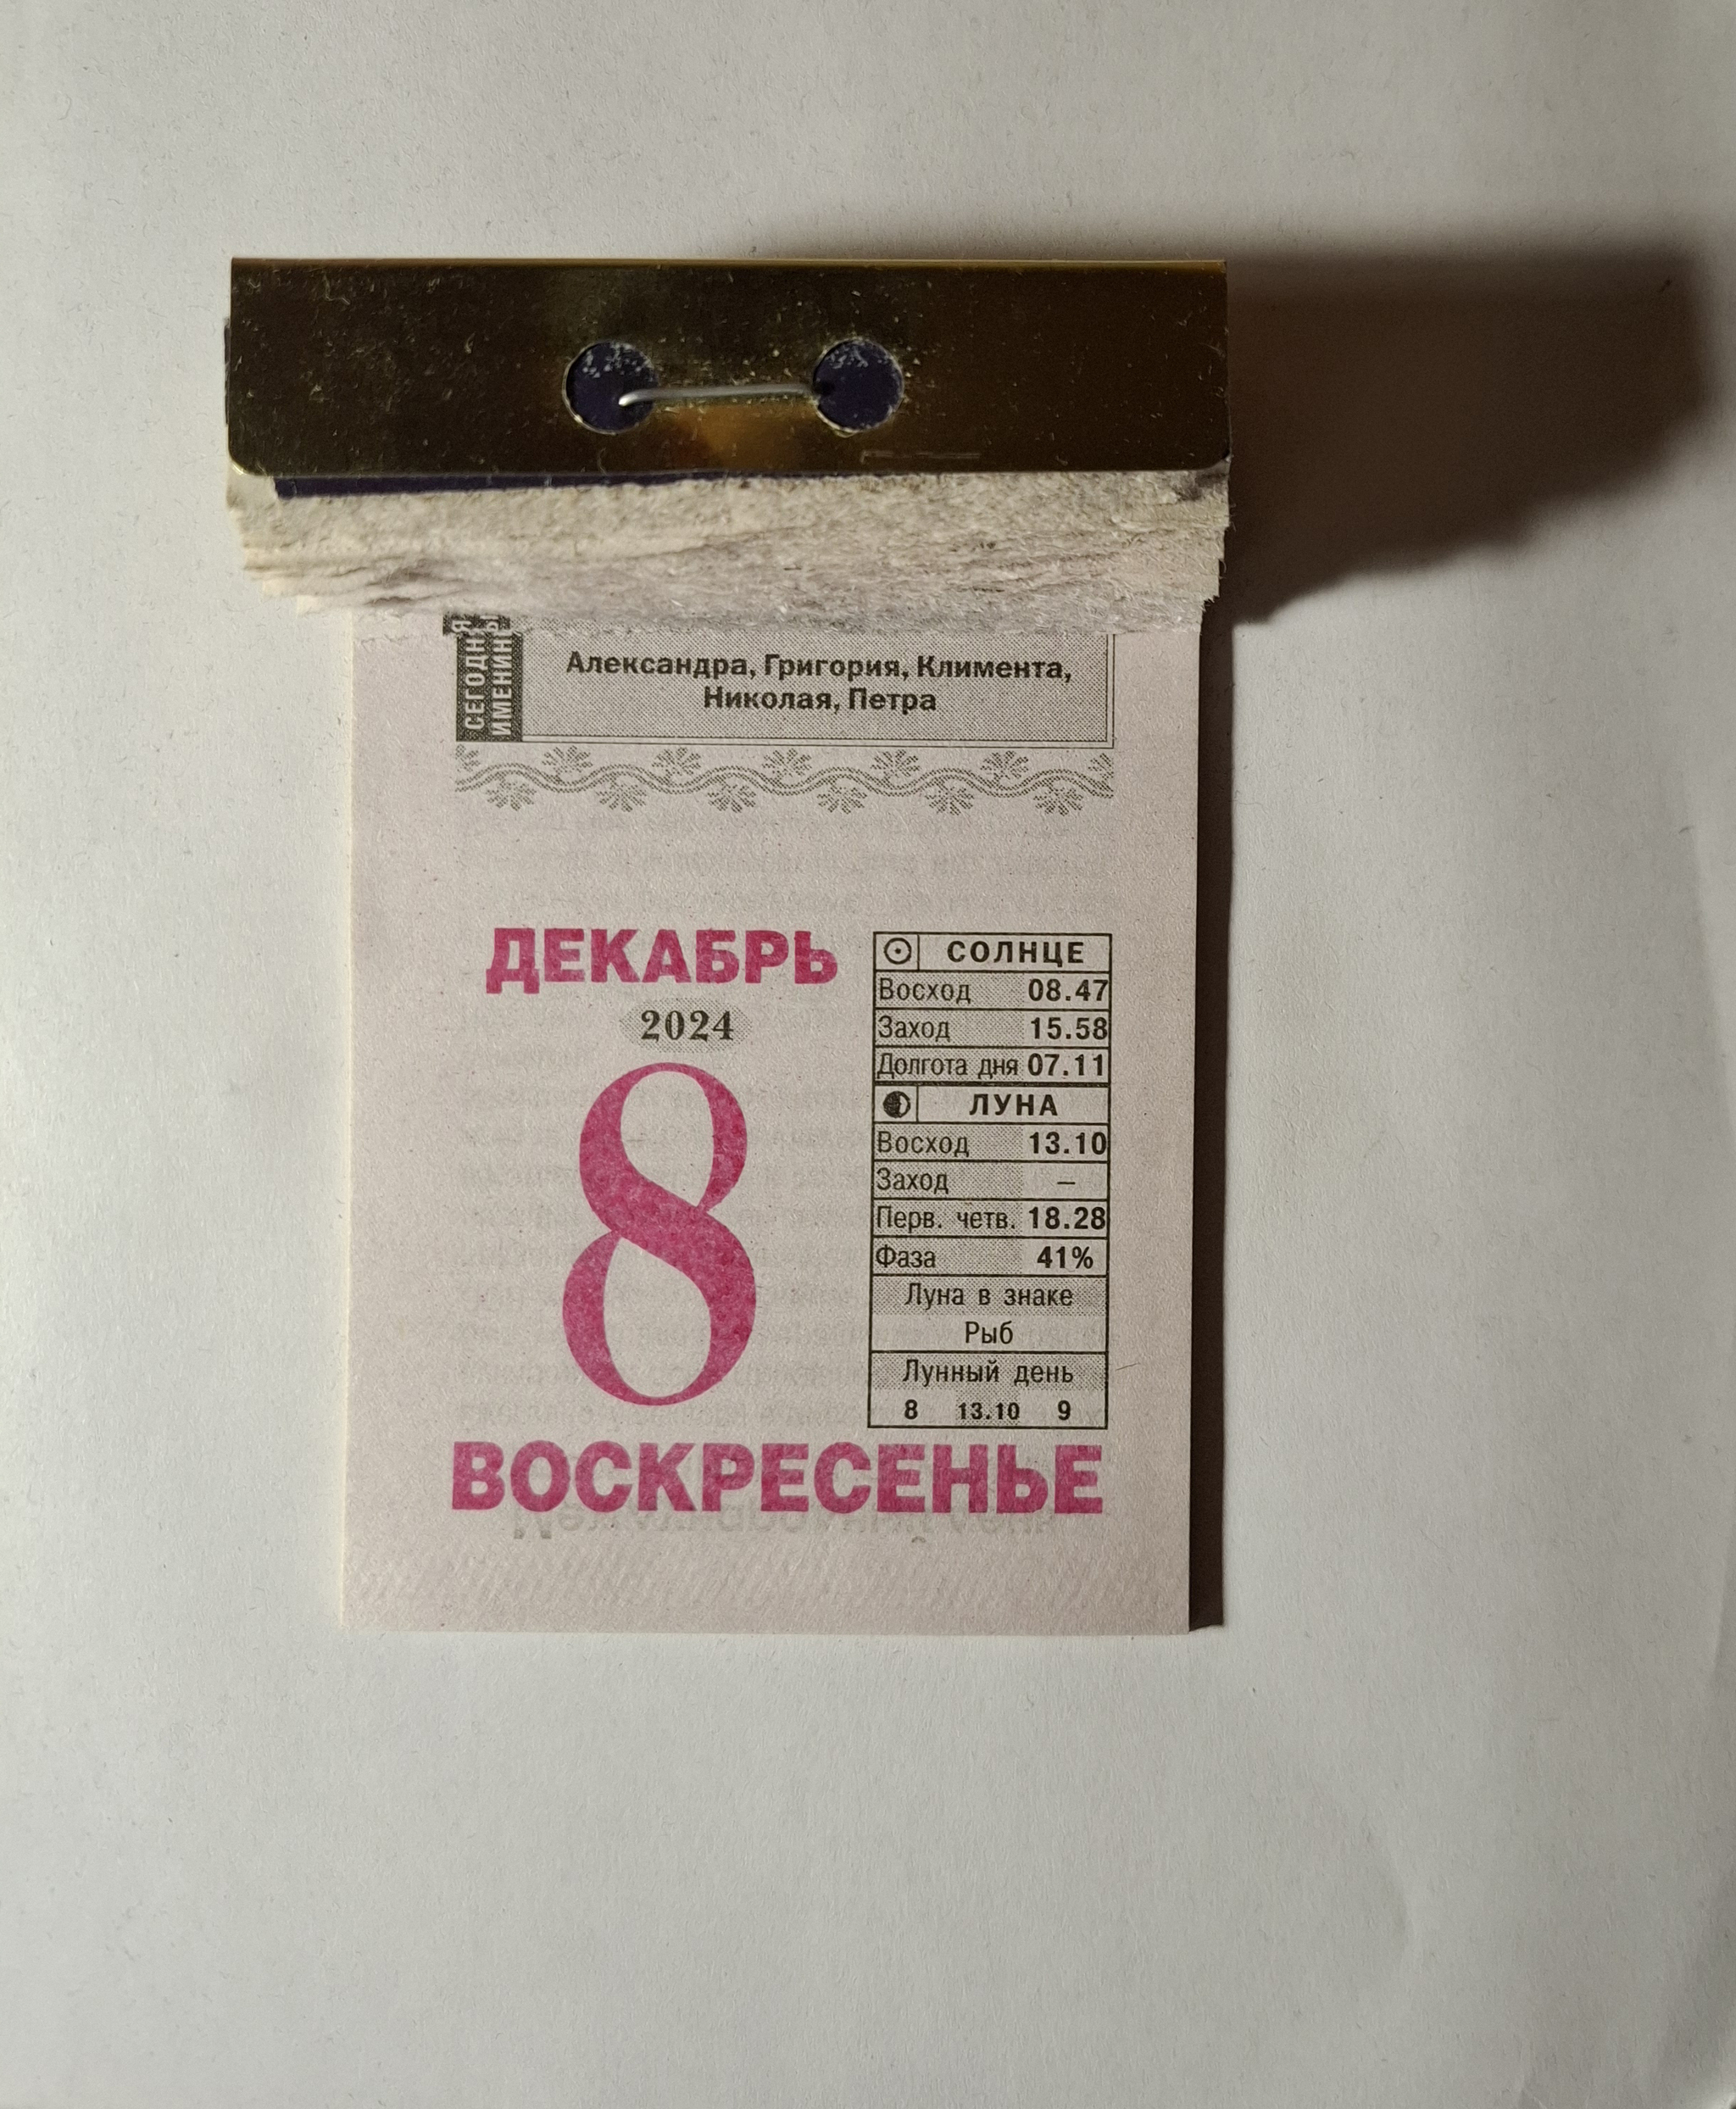 СЕГОДНЯ
ИМЕНИНЫ
Александра, Григория, Климента,
Николая, Петра
ДЕКАБРЬ
2024
8
ВОСКРЕСЕНЬЕ
СОЛНЦЕ
Восход 08.47
Заход 15.58
Долгота дня 07.11
ЛУНА
Восход 13.10
Заход –
Перв. четв. 18.28
Фаза 41%
Луна в знаке
Рыб
Лунный день
8 13.10 9